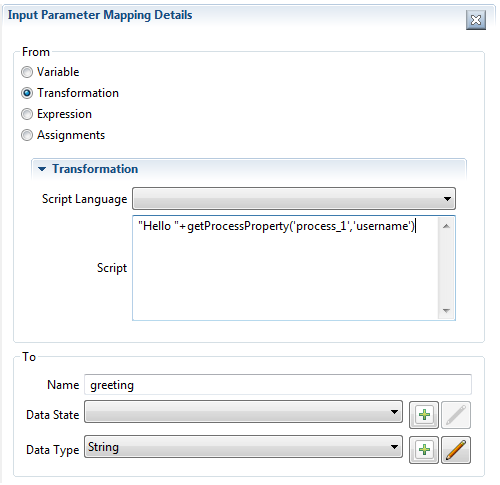 Input Parameter Mapping Details
From
Variable
Transformation
Expression
Assignments
Transformation
Script Language
"Hello "+getProcessProperty('process_1','username')
Script
To
Name greeting
Data State
Data Type String